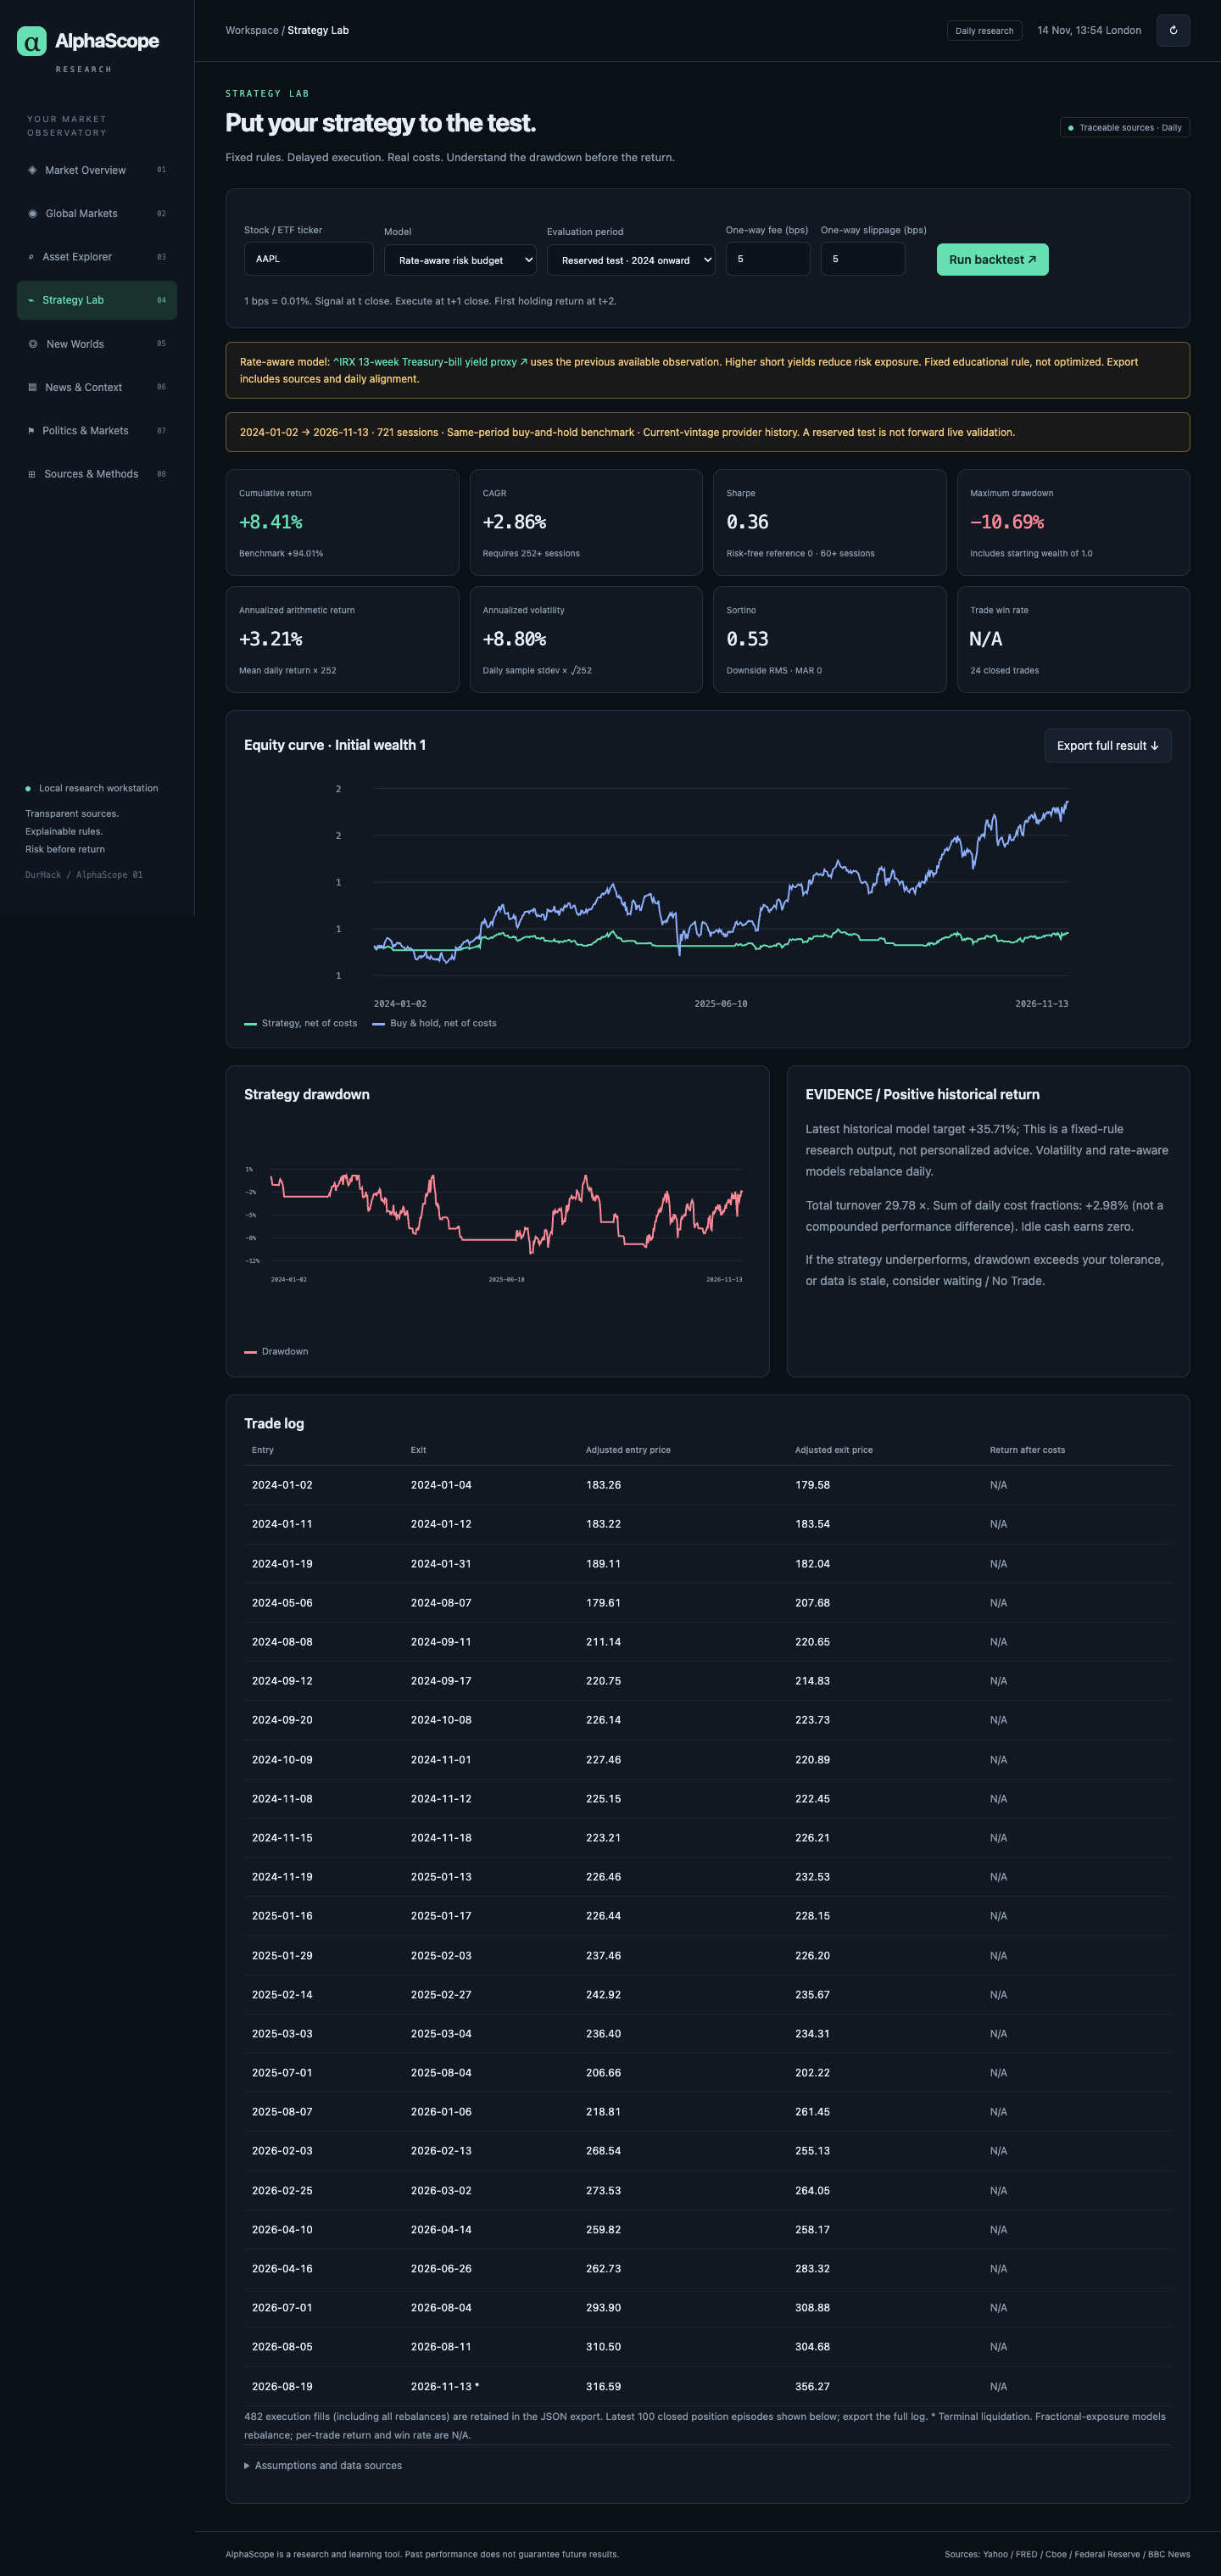 α AlphaScope
RESEARCH
YOUR MARKET
OBSERVATORY
Market Overview 01
Global Markets 02
Asset Explorer 03
Strategy Lab 04
New Worlds 05
News & Context 06
Politics & Markets 07
Sources & Methods 08
Local research workstation
Transparent sources.
Explainable rules.
Risk before return
DurHack / AlphaScope 01
Workspace / Strategy Lab
Daily research
14 Nov, 13:54 London
↻
STRATEGY LAB
Put your strategy to the test.
Traceable sources · Daily
Fixed rules. Delayed execution. Real costs. Understand the drawdown before the return.
Stock / ETF ticker Model Evaluation period One-way fee (bps) One-way slippage (bps)
AAPL Rate-aware risk budget Reserved test · 2024 onward 5 5 Run backtest ↗
1 bps = 0.01%. Signal at t close. Execute at t+1 close. First holding return at t+2.
Rate-aware model: ^IRX 13-week Treasury-bill yield proxy ↗ uses the previous available observation. Higher short yields reduce risk exposure. Fixed educational rule, not optimized. Export
includes sources and daily alignment.
2024-01-02 → 2026-11-13 · 721 sessions · Same-period buy-and-hold benchmark · Current-vintage provider history. A reserved test is not forward live validation.
Cumulative return
+8.41%
Benchmark +94.01%
CAGR
+2.86%
Requires 252+ sessions
Sharpe
0.36
Risk-free reference 0 · 60+ sessions
Maximum drawdown
−10.69%
Includes starting wealth of 1.0
Annualized arithmetic return
+3.21%
Mean daily return × 252
Annualized volatility
+8.80%
Daily sample stdev × √252
Sortino
0.53
Downside RMS · MAR 0
Trade win rate
N/A
24 closed trades
Equity curve · Initial wealth 1
Export full result ↓
2
2
1
1
1
2024-01-02 2025-06-10 2026-11-13
Strategy, net of costs Buy & hold, net of costs
Strategy drawdown
1%
−2%
−5%
−8%
−12%
2024-01-02 2025-06-10 2026-11-13
Drawdown
EVIDENCE / Positive historical return
Latest historical model target +35.71%; This is a fixed-rule
research output, not personalized advice. Volatility and rate-aware
models rebalance daily.
Total turnover 29.78 ×. Sum of daily cost fractions: +2.98% (not a
compounded performance difference). Idle cash earns zero.
If the strategy underperforms, drawdown exceeds your tolerance,
or data is stale, consider waiting / No Trade.
Trade log
Entry Exit Adjusted entry price Adjusted exit price Return after costs
2024-01-02 2024-01-04 183.26 179.58 N/A
2024-01-11 2024-01-12 183.22 183.54 N/A
2024-01-19 2024-01-31 189.11 182.04 N/A
2024-05-06 2024-08-07 179.61 207.68 N/A
2024-08-08 2024-09-11 211.14 220.65 N/A
2024-09-12 2024-09-17 220.75 214.83 N/A
2024-09-20 2024-10-08 226.14 223.73 N/A
2024-10-09 2024-11-01 227.46 220.89 N/A
2024-11-08 2024-11-12 225.15 222.45 N/A
2024-11-15 2024-11-18 223.21 226.21 N/A
2024-11-19 2025-01-13 226.46 232.53 N/A
2025-01-16 2025-01-17 226.44 228.15 N/A
2025-01-29 2025-02-03 237.46 226.20 N/A
2025-02-14 2025-02-27 242.92 235.67 N/A
2025-03-03 2025-03-04 236.40 234.31 N/A
2025-07-01 2025-08-04 206.66 202.22 N/A
2025-08-07 2026-01-06 218.81 261.45 N/A
2026-02-03 2026-02-13 268.54 255.13 N/A
2026-02-25 2026-03-02 273.53 264.05 N/A
2026-04-10 2026-04-14 259.82 258.17 N/A
2026-04-16 2026-06-26 262.73 283.32 N/A
2026-07-01 2026-08-04 293.90 308.88 N/A
2026-08-05 2026-08-11 310.50 304.68 N/A
2026-08-19 2026-11-13 * 316.59 356.27 N/A
482 execution fills (including all rebalances) are retained in the JSON export. Latest 100 closed position episodes shown below; export the full log. * Terminal liquidation. Fractional-exposure models
rebalance; per-trade return and win rate are N/A.
Assumptions and data sources
AlphaScope is a research and learning tool. Past performance does not guarantee future results.
Sources: Yahoo / FRED / Cboe / Federal Reserve / BBC News